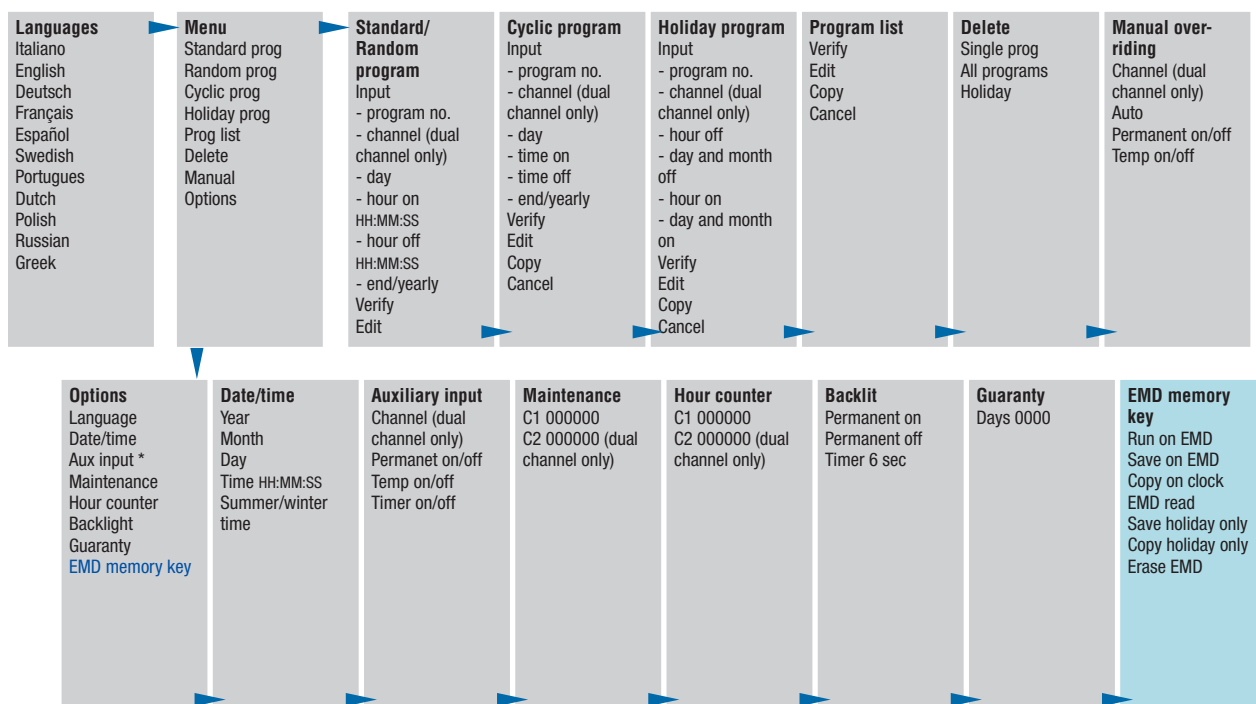 Languages
Italiano
English
Deutsch
Français
Español
Swedish
Portugues
Dutch
Polish
Russian
Greek
Menu
Standard prog
Random prog
Cyclic prog
Holiday prog
Prog list
Delete
Manual
Options
Standard/
Random
program
Input
- program no.
- channel (dual
channel only)
- day
- hour on
HH:MM:SS
- hour off
HH:MM:SS
- end/yearly
Verify
Edit
Cyclic program
Input
- program no.
- channel (dual
channel only)
- day
- time on
- time off
- end/yearly
Verify
Edit
Copy
Cancel
Holiday program
Input
- program no.
- channel (dual
channel only)
- hour off
- day and month
off
- hour on
- day and month
on
Verify
Edit
Copy
Cancel
Program list
Verify
Edit
Copy
Cancel
Delete
Single prog
All programs
Holiday
Manual over-
riding
Channel (dual
channel only)
Auto
Permanent on/off
Temp on/off
Options
Language
Date/time
Aux input *
Maintenance
Hour counter
Backlight
Guaranty
EMD memory key
Date/time
Year
Month
Day
Time HH:MM:SS
Summer/winter
time
Auxiliary input
Channel (dual
channel only)
Permanet on/off
Temp on/off
Timer on/off
Maintenance
C1 000000
C2 000000 (dual
channel only)
Hour counter
C1 000000
C2 000000 (dual
channel only)
Backlit
Permanent on
Permanent off
Timer 6 sec
Guaranty
Days 0000
EMD memory
key
Run on EMD
Save on EMD
Copy on clock
EMD read
Save holiday only
Copy holiday only
Erase EMD